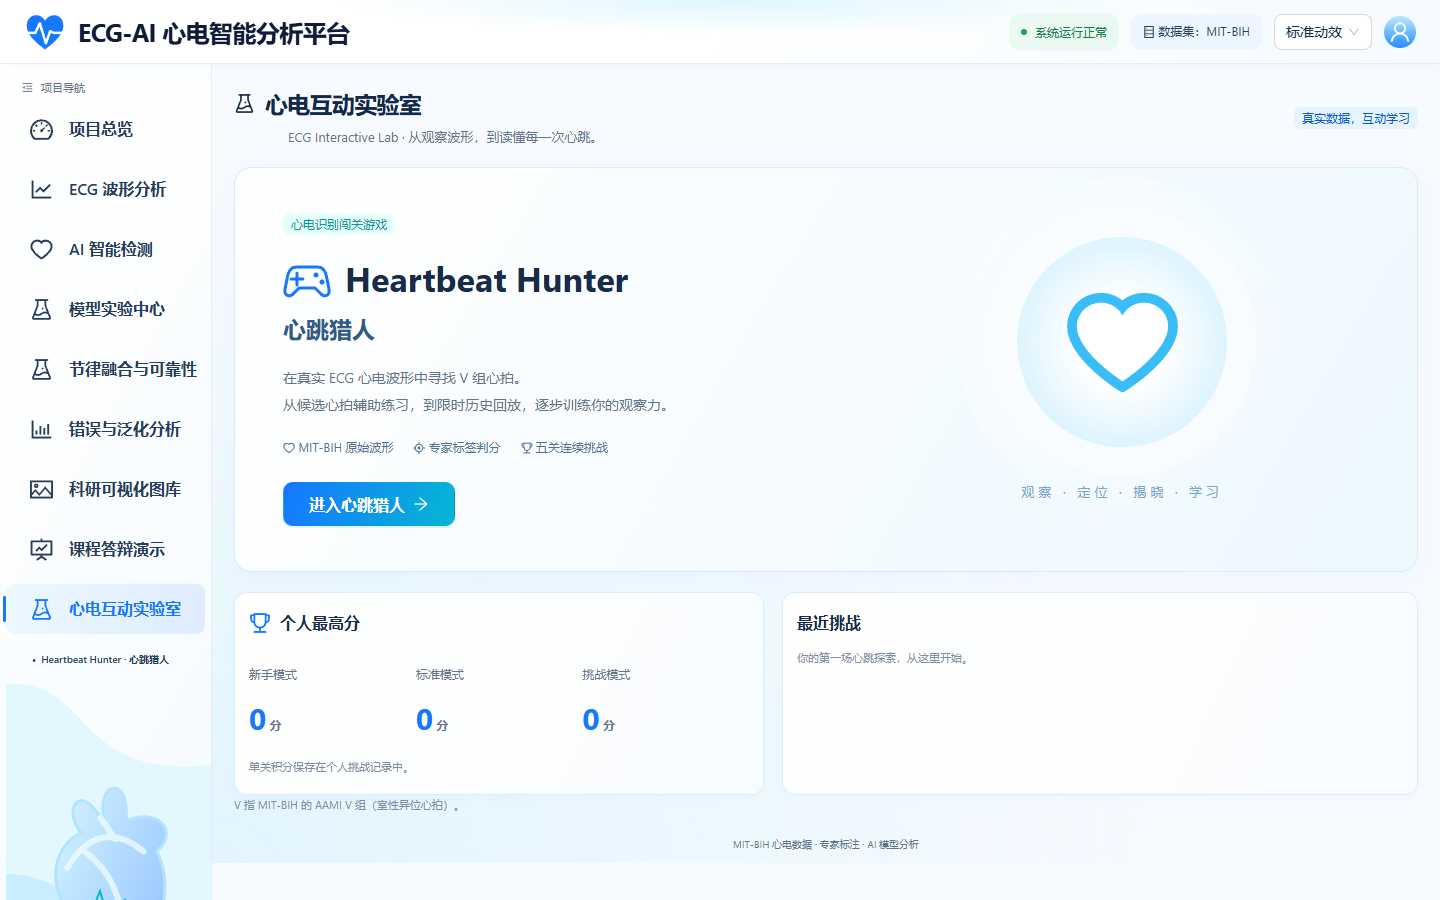 ECG-AI 心电智能分析平台
系统运行正常
数据集：MIT-BIH
标准动效
项目导航
项目总览
ECG 波形分析
AI 智能检测
模型实验中心
节律融合与可靠性
错误与泛化分析
科研可视化图库
课程答辩演示
心电互动实验室
• Heartbeat Hunter · 心跳猎人
心电互动实验室
ECG Interactive Lab · 从观察波形，到读懂每一次心跳。
真实数据，互动学习
心电识别闯关游戏
Heartbeat Hunter
心跳猎人
在真实 ECG 心电波形中寻找 V 组心拍。
从候选心拍辅助练习，到限时历史回放，逐步训练你的观察力。
MIT-BIH 原始波形 专家标签判分 五关连续挑战
进入心跳猎人
观察 · 定位 · 揭晓 · 学习
个人最高分
新手模式 标准模式 挑战模式
0 分 0 分 0 分
单关积分保存在个人挑战记录中。
最近挑战
你的第一场心跳探索，从这里开始。
V 指 MIT-BIH 的 AAMI V 组（室性异位心拍）。
MIT-BIH 心电数据 · 专家标注 · AI 模型分析